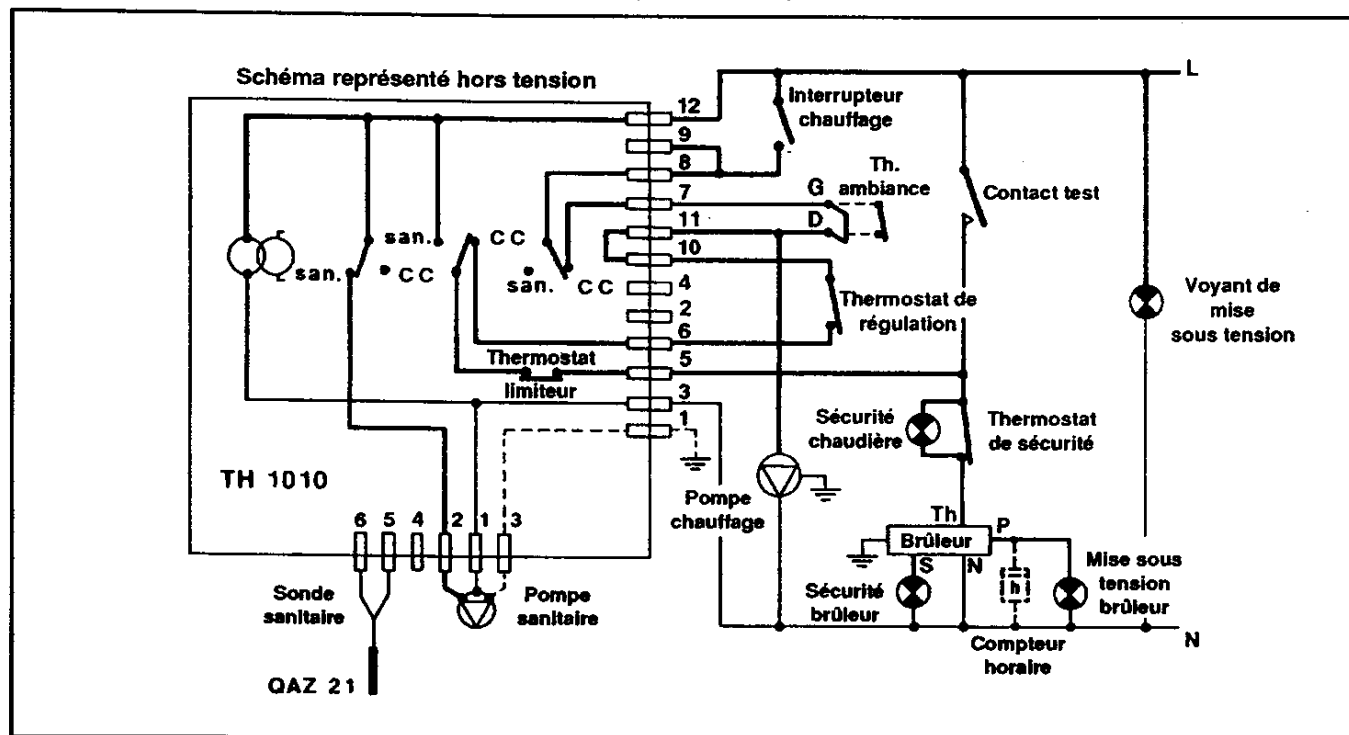 Schéma représenté hors tension
L
12
9
8
7
11
10
4
2
6
5
3
1
Interrupteur
chauffage
Th.
ambiance
G
D
Contact test
san.
C C
san.
C C
san.
C C
Thermostat de
régulation
Voyant de
mise
sous tension
Thermostat
limiteur
Sécurité
chaudière
Thermostat
de sécurité
TH 1010
Pompe
chauffage
Th
P
Brûleur
S
N
h
6
5
4
2
1
3
Sonde
sanitaire
Pompe
sanitaire
Sécurité
brûleur
Mise sous
tension
brûleur
Compteur
horaire
N
QAZ 21